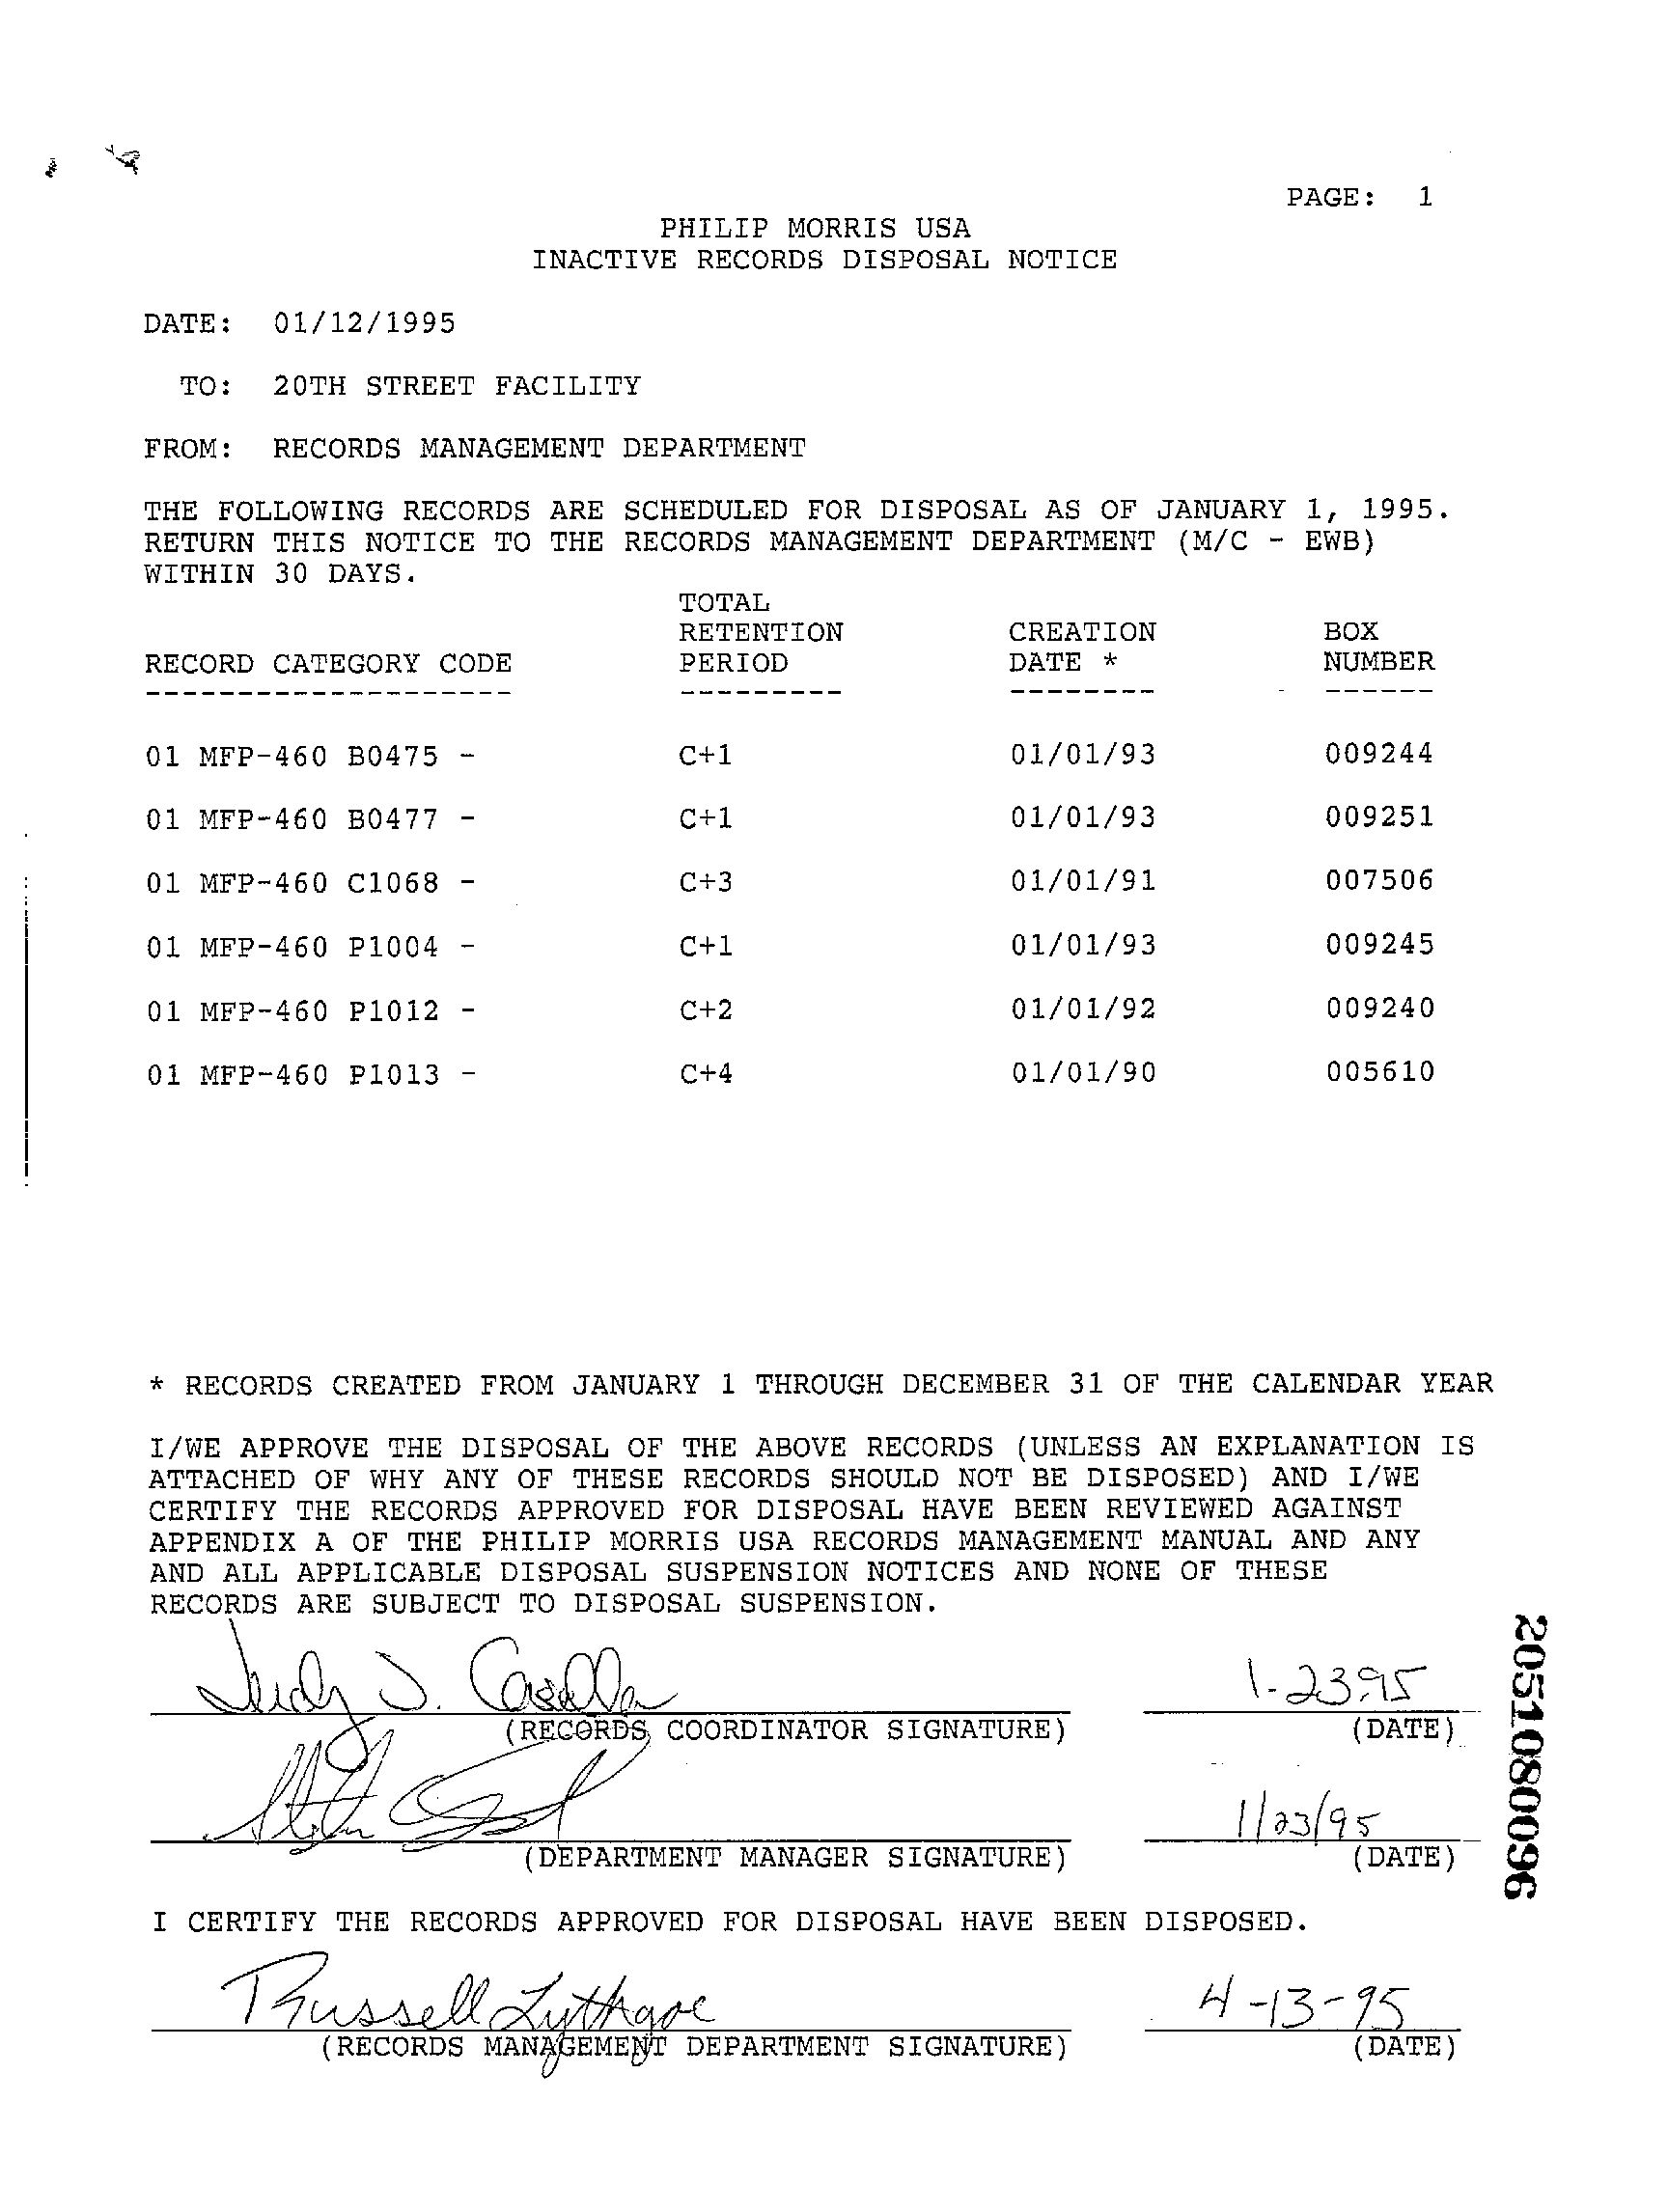 PAGE: 1
PHILIP MORRIS USA
INACTIVE RECORDS DISPOSAL NOTICE
DATE: 01/12/1995
TO: 20TH STREET FACILITY
FROM: RECORDS MANAGEMENT DEPARTMENT
THE FOLLOWING RECORDS ARE SCHEDULED FOR DISPOSAL AS OF JANUARY 1, 1995.
RETURN THIS NOTICE TO THE RECORDS MANAGEMENT DEPARTMENT (M/C - EWB)
WITHIN 30 DAYS.
TOTAL
RETENTION CREATION BOX
RECORD CATEGORY CODE PERIOD DATE * NUMBER
-------------------- --------- -------- ------
01 MFP-460 B0475 - C+1 01/01/93 009244
01 MFP-460 B0477 - C+1 01/01/93 009251
01 MFP-460 C1068 - C+3 01/01/91 007506
01 MFP-460 P1004 - C+1 01/01/93 009245
01 MFP-460 P1012 - C+2 01/01/92 009240
01 MFP-460 P1013 - C+4 01/01/90 005610
* RECORDS CREATED FROM JANUARY 1 THROUGH DECEMBER 31 OF THE CALENDAR YEAR
I/WE APPROVE THE DISPOSAL OF THE ABOVE RECORDS (UNLESS AN EXPLANATION IS
ATTACHED OF WHY ANY OF THESE RECORDS SHOULD NOT BE DISPOSED) AND I/WE
CERTIFY THE RECORDS APPROVED FOR DISPOSAL HAVE BEEN REVIEWED AGAINST
APPENDIX A OF THE PHILIP MORRIS USA RECORDS MANAGEMENT MANUAL AND ANY
AND ALL APPLICABLE DISPOSAL SUSPENSION NOTICES AND NONE OF THESE
RECORDS ARE SUBJECT TO DISPOSAL SUSPENSION.
Judy J. 1-23-95
(RECORDS COORDINATOR SIGNATURE) (DATE)
1/23/95
(DEPARTMENT MANAGER SIGNATURE) (DATE)
I CERTIFY THE RECORDS APPROVED FOR DISPOSAL HAVE BEEN DISPOSED.
Russell Lythgoe 4-13-95
(RECORDS MANAGEMENT DEPARTMENT SIGNATURE) (DATE)
2051080096